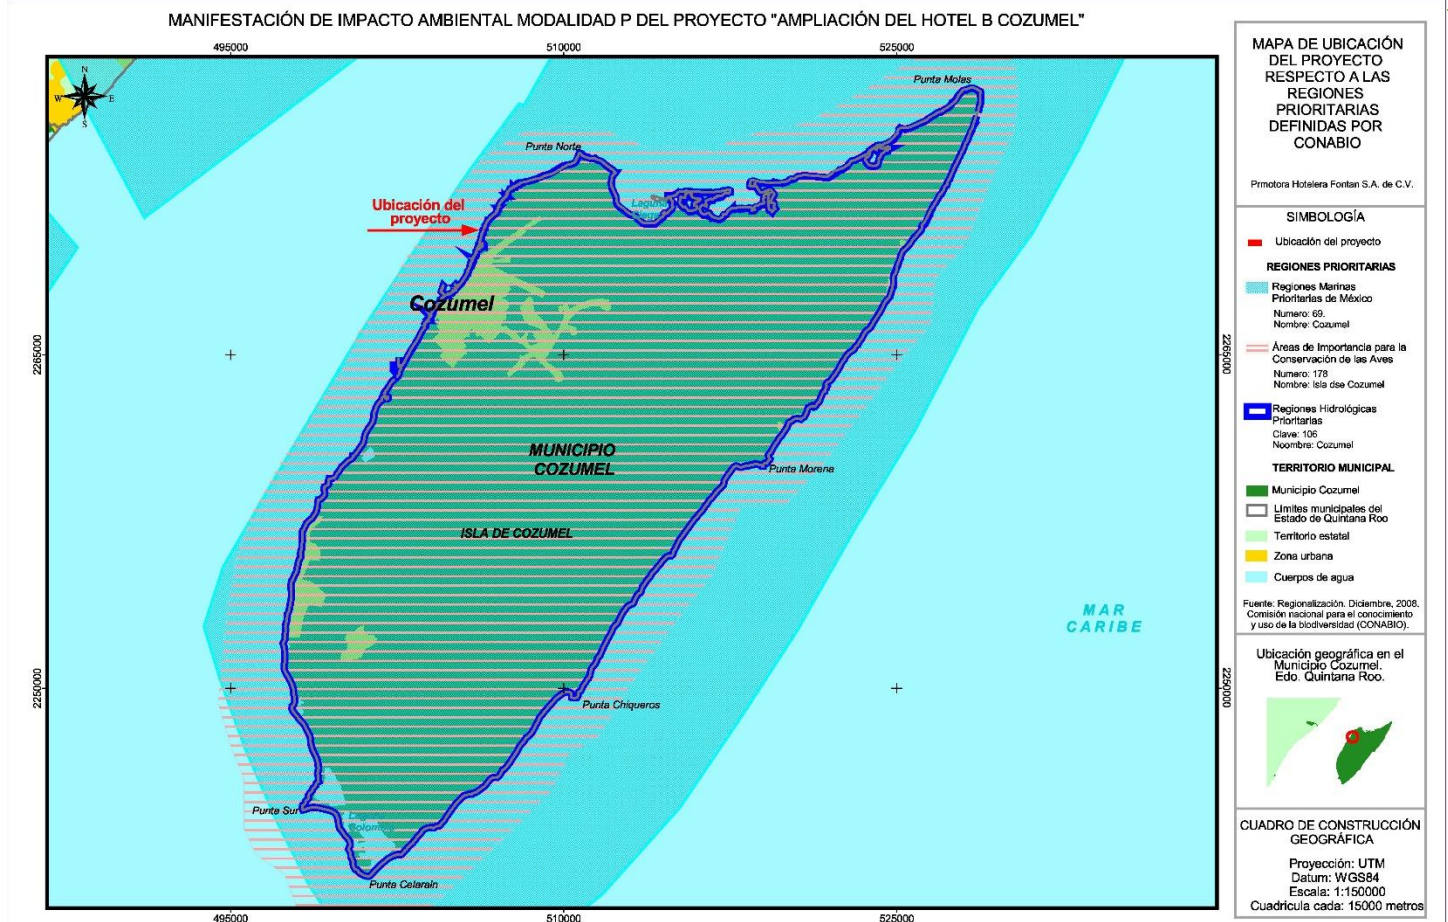 MANIFESTACIÓN DE IMPACTO AMBIENTAL MODALIDAD P DEL PROYECTO "AMPLIACIÓN DEL HOTEL B COZUMEL"
495000
510000
525000
N
W
E
S
Punta Molas
Punta Norte
Laguna
Ubicación del
proyecto
Cozumel
2265000
2265000
MUNICIPIO
COZUMEL
Punta Morena
ISLA DE COZUMEL
MAR
CARIBE
2250000
2250000
Punta Chiqueros
Punta Sur
Punta Celarain
495000
510000
525000
MAPA DE UBICACIÓN
DEL PROYECTO
RESPECTO A LAS
REGIONES
PRIORITARIAS
DEFINIDAS POR
CONABIO
Prmotora Hotelera Fontan S.A. de C.V.
SIMBOLOGÍA
Ubicación del proyecto
REGIONES PRIORITARIAS
Regiones Marinas
Prioritarias de México
Numero: 69.
Nombre: Cozumel
Áreas de Importancia para la
Conservación de las Aves
Numero: 178
Nombre: Isla dse Cozumel
Regiones Hidrológicas
Prioritarias
Clave: 106
Noombre: Cozumel
TERRITORIO MUNICIPAL
Municipio Cozumel
Límites municipales del
Estado de Quintana Roo
Territorio estatal
Zona urbana
Cuerpos de agua
Fuente: Regionalización. Diciembre, 2008.
Comisión nacional para el conocimiento
y uso de la biodiversidad (CONABIO).
Ubicación geográfica en el
Municipio Cozumel.
Edo. Quintana Roo.
CUADRO DE CONSTRUCCIÓN
GEOGRÁFICA
Proyección: UTM
Datum: WGS84
Escala: 1:150000
Cuadricula cada: 15000 metros